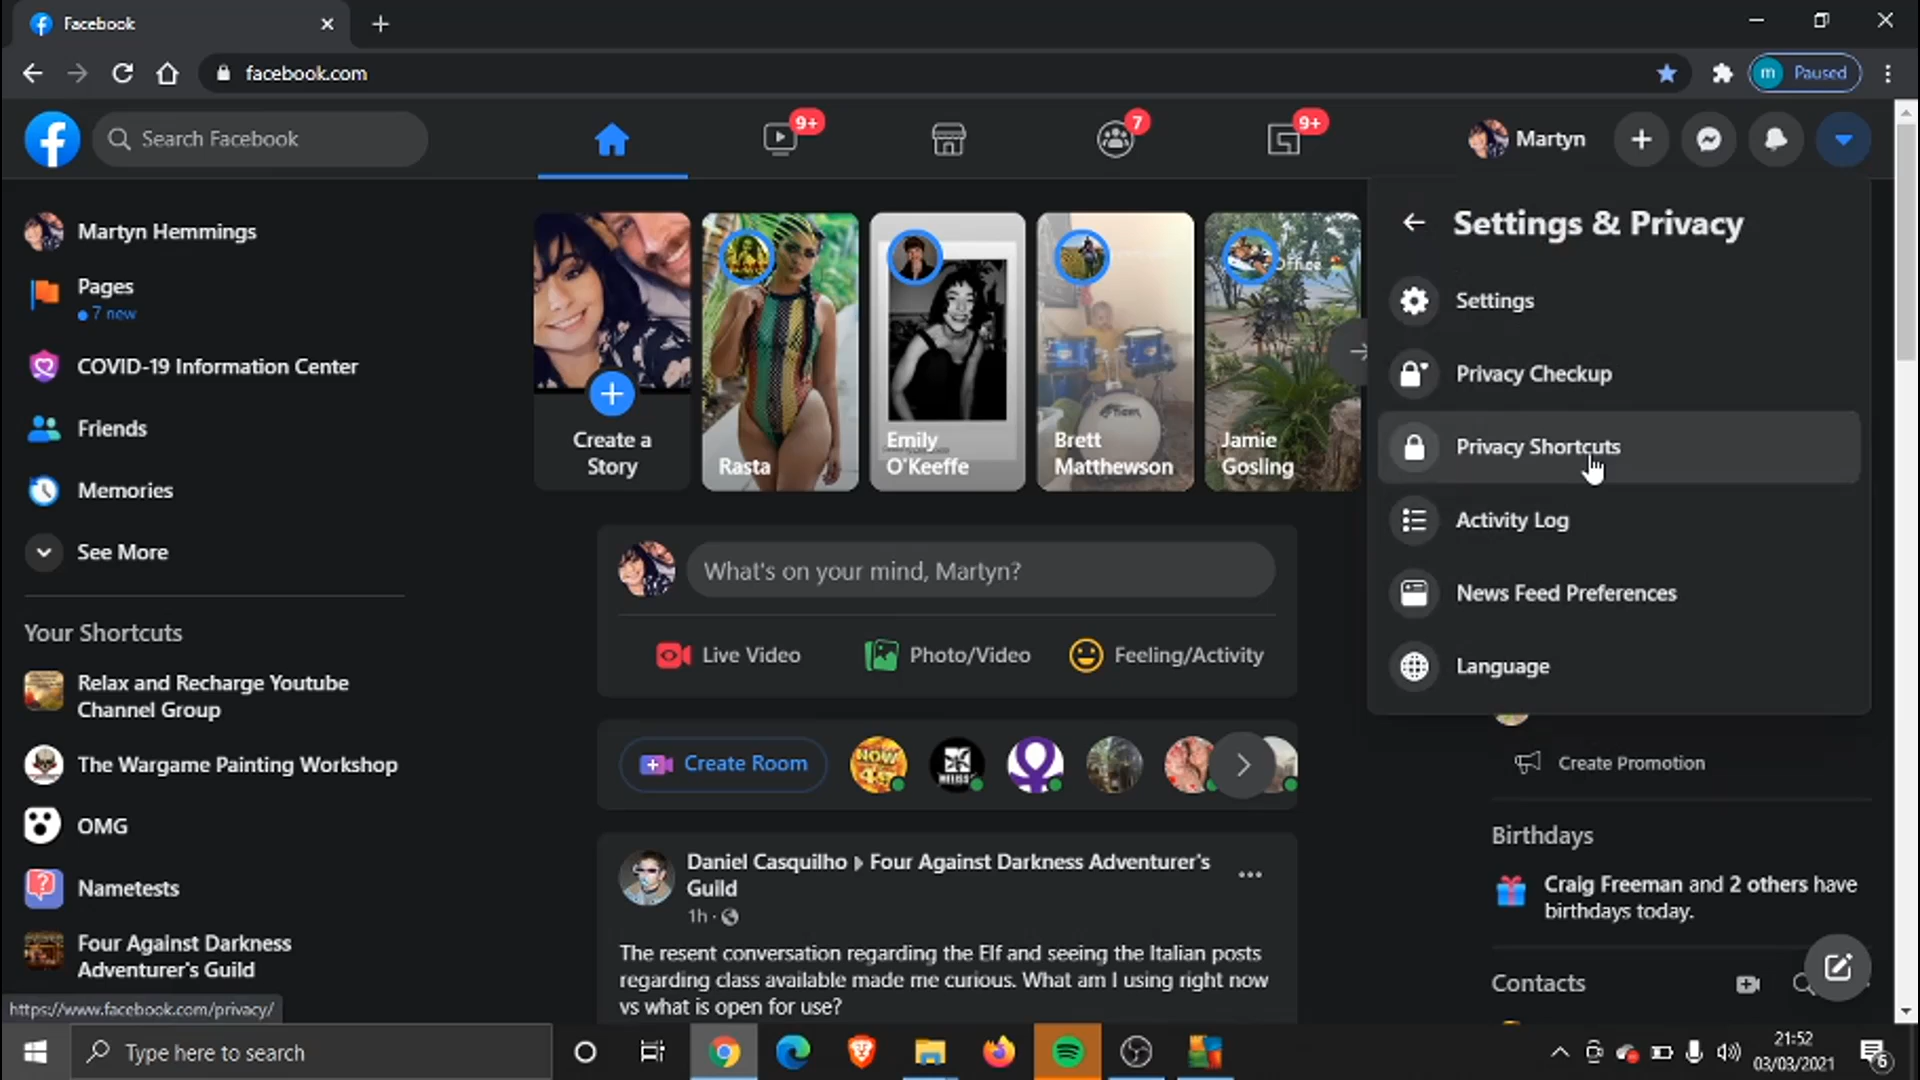 Facebook
facebook.com
m Paused
Search Facebook
9+
7
9+
Martyn
Martyn Hemmings
Pages
7 new
COVID-19 Information Center
Friends
Memories
See More
Your Shortcuts
Relax and Recharge Youtube
Channel Group
The Wargame Painting Workshop
OMG
Nametests
Four Against Darkness
Adventurer's Guild
https://www.facebook.com/privacy/
Create a
Story
Rasta
Emily
O'Keeffe
Brett
Matthewson
Office
Jamie
Gosling
What's on your mind, Martyn?
Live Video
Photo/Video
Feeling/Activity
Create Room
NOW
Daniel Casquilho
Four Against Darkness Adventurer's
Guild
1h ·
The resent conversation regarding the Elf and seeing the Italian posts
regarding class available made me curious. What am I using right now
vs what is open for use?
Settings & Privacy
Settings
Privacy Checkup
Privacy Shortcuts
Activity Log
News Feed Preferences
Language
Create Promotion
Birthdays
Craig Freeman and 2 others have
birthdays today.
Contacts
Type here to search
21:52
03/03/2021
6